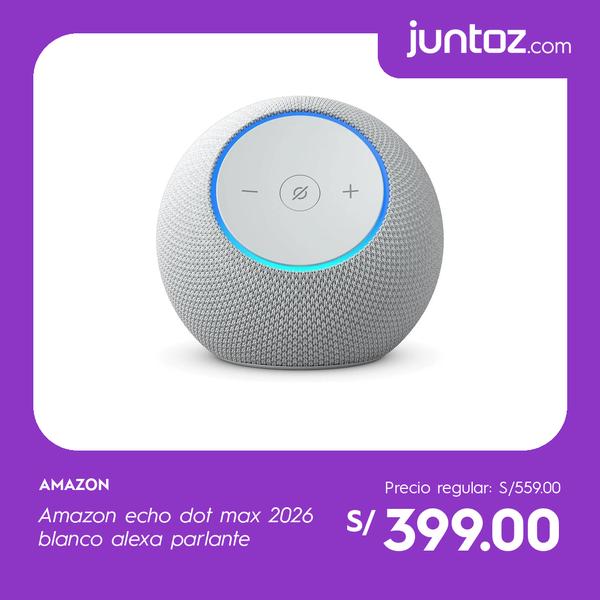 juntoz.com
AMAZON
Amazon echo dot max 2026
blanco alexa parlante
Precio regular: S/559.00
S/ 399.00